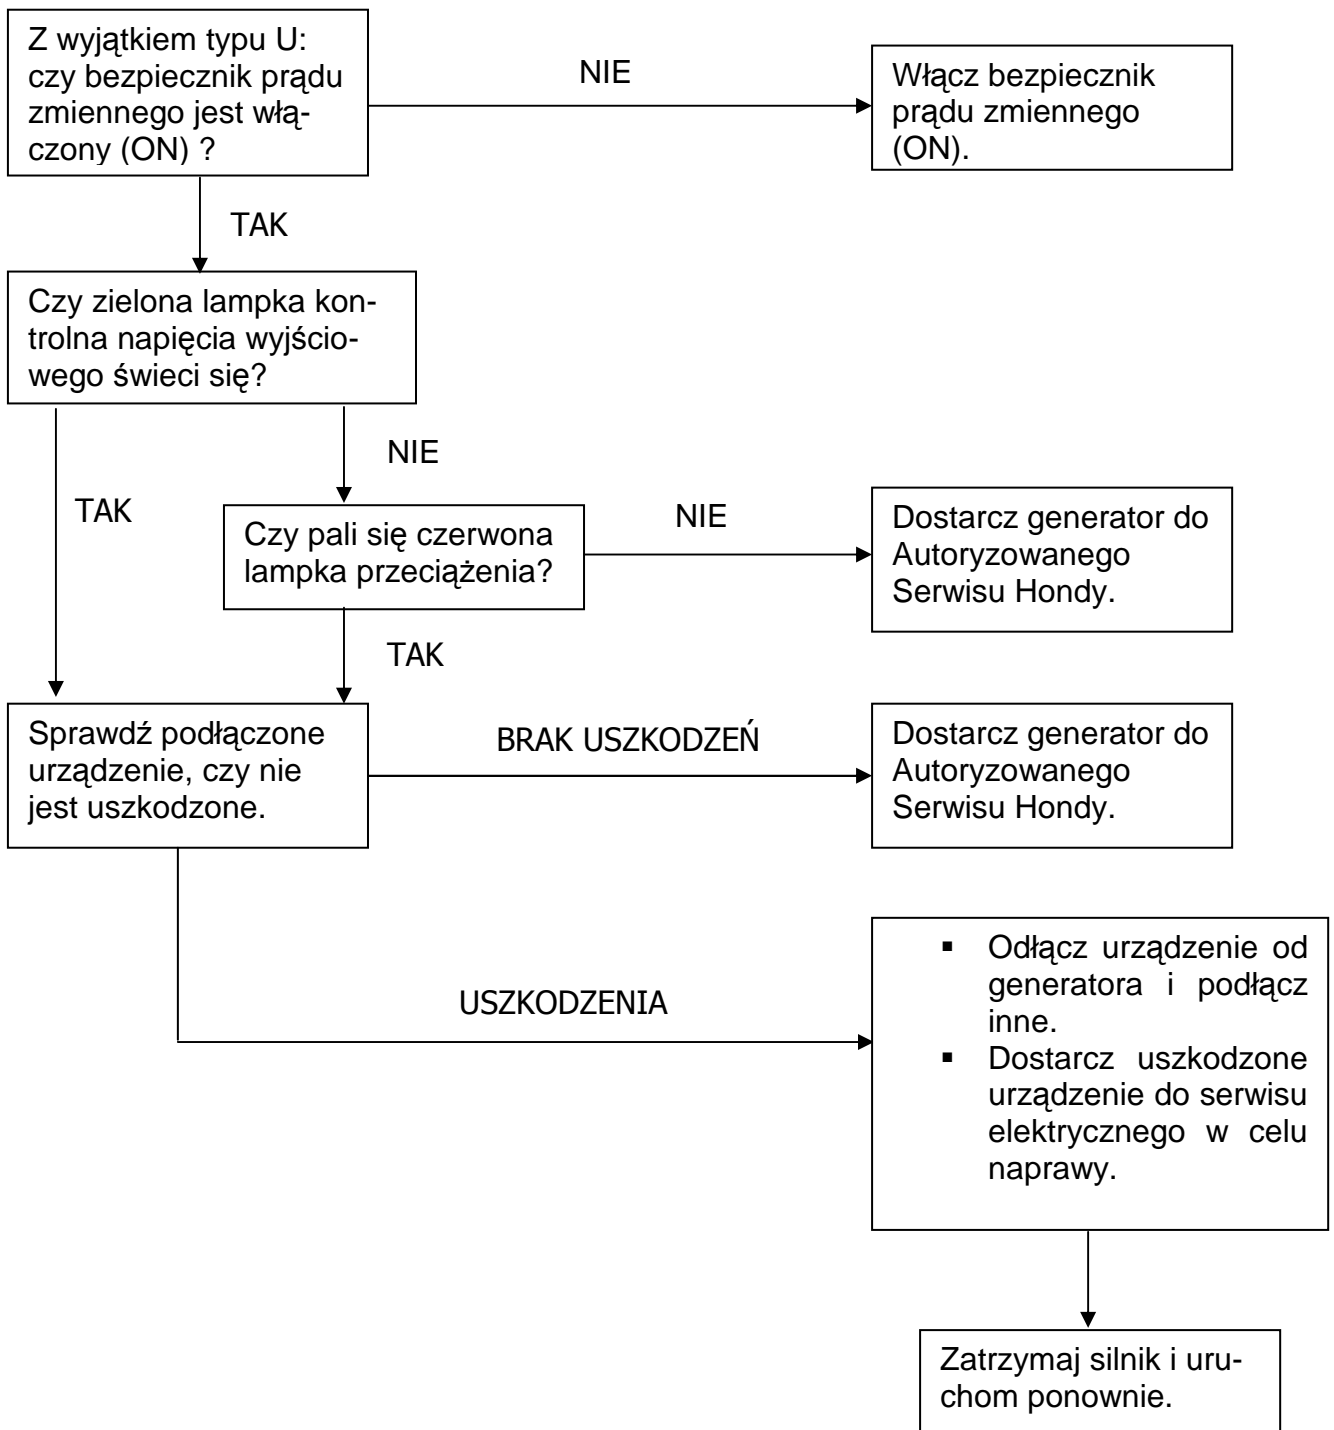 Z wyjątkiem typu U:
czy bezpiecznik prądu
zmiennego jest włą-
czony (ON) ?
NIE
Włącz bezpiecznik
prądu zmiennego
(ON).
TAK
Czy zielona lampka kon-
trolna napięcia wyjścio-
wego świeci się?
NIE
TAK
Czy pali się czerwona
lampka przeciążenia?
NIE
Dostarcz generator do
Autoryzowanego
Serwisu Hondy.
TAK
Sprawdź podłączone
urządzenie, czy nie
jest uszkodzone.
BRAK USZKODZEŃ
Dostarcz generator do
Autoryzowanego
Serwisu Hondy.
USZKODZENIA
▪ Odłącz urządzenie od
generatora i podłącz
inne.
▪ Dostarcz uszkodzone
urządzenie do serwisu
elektrycznego w celu
naprawy.
Zatrzymaj silnik i uru-
chom ponownie.